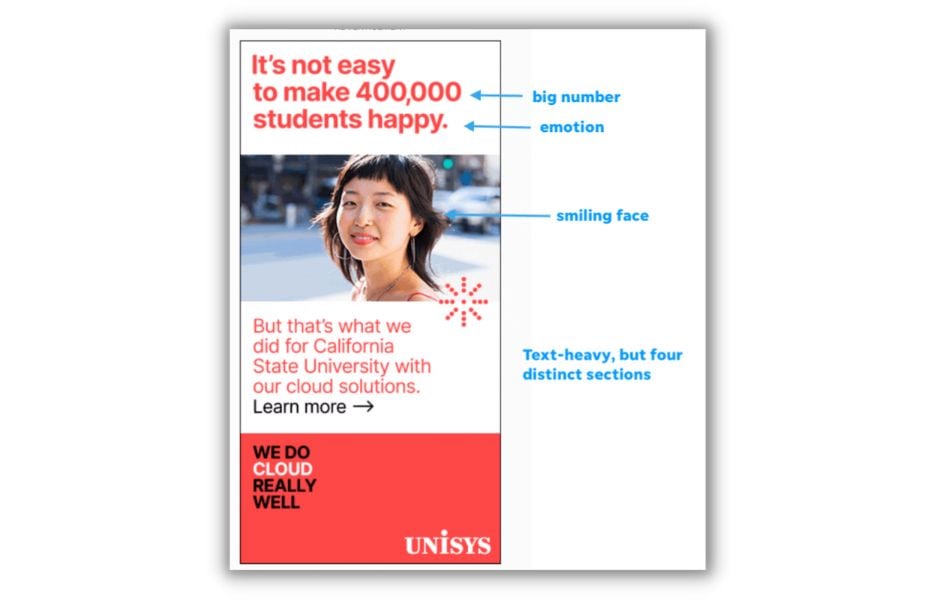 It's not easy
to make 400,000
students happy.
big number
emotion
smiling face
But that's what we
did for California
State University with
our cloud solutions.
Learn more →
Text-heavy, but four
distinct sections
WE DO
CLOUD
REALLY
WELL
UNiSYS